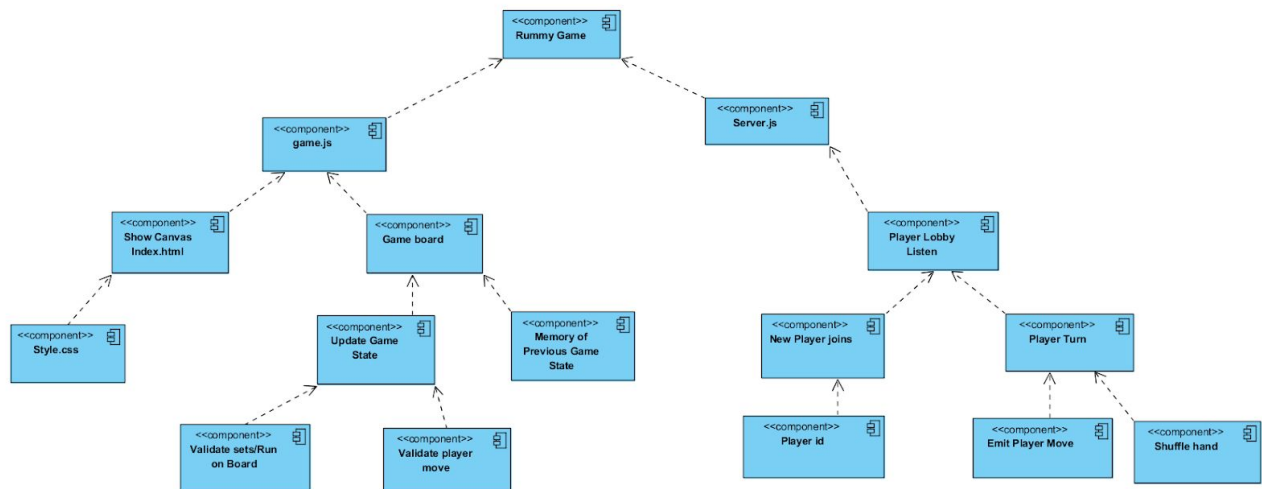 <<component>>
Rummy Game
<<component>>
Server.js
<<component>>
game.js
<<component>>
Show Canvas
Index.html
<<component>>
Game board
<<component>>
Player Lobby
Listen
<<component>>
Style.css
<<component>>
Update Game
State
<<component>>
Memory of
Previous Game
State
<<component>>
New Player joins
<<component>>
Player Turn
<<component>>
Validate sets/Run
on Board
<<component>>
Validate player
move
<<component>>
Player id
<<component>>
Emit Player Move
<<component>>
Shuffle hand